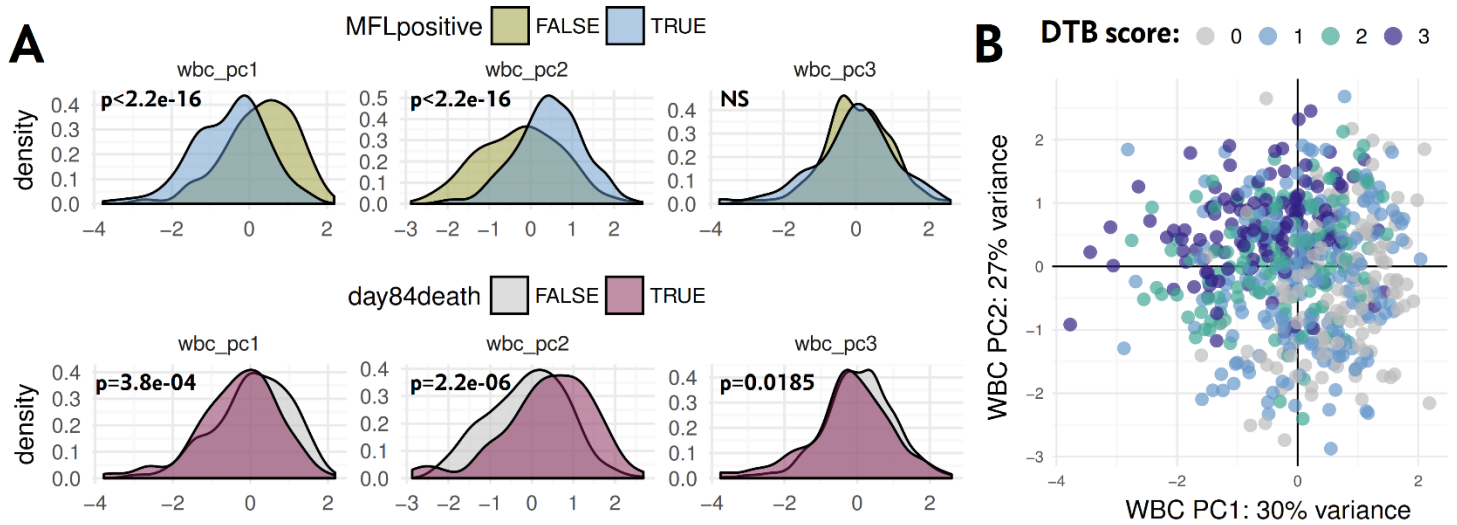 A
MFLpositive FALSE TRUE
wbc_pc1 wbc_pc2 wbc_pc3
p<2.2e-16 p<2.2e-16 NS
density
0.4 0.3 0.2 0.1 0.0
0.5 0.4 0.3 0.2 0.1 0.0
0.4 0.3 0.2 0.1 0.0
−4 −2 0 2
−3 −2 −1 0 1 2
−4 −2 0 2
day84death FALSE TRUE
wbc_pc1 wbc_pc2 wbc_pc3
p=3.8e-04 p=2.2e-06 p=0.0185
density
0.4 0.3 0.2 0.1 0.0
0.4 0.3 0.2 0.1 0.0
0.4 0.3 0.2 0.1 0.0
−4 −2 0 2
−3 −2 −1 0 1 2
−4 −2 0 2
B
DTB score: 0 1 2 3
WBC PC2: 27% variance
2
1
0
−1
−2
−3
−4 −2 0 2
WBC PC1: 30% variance